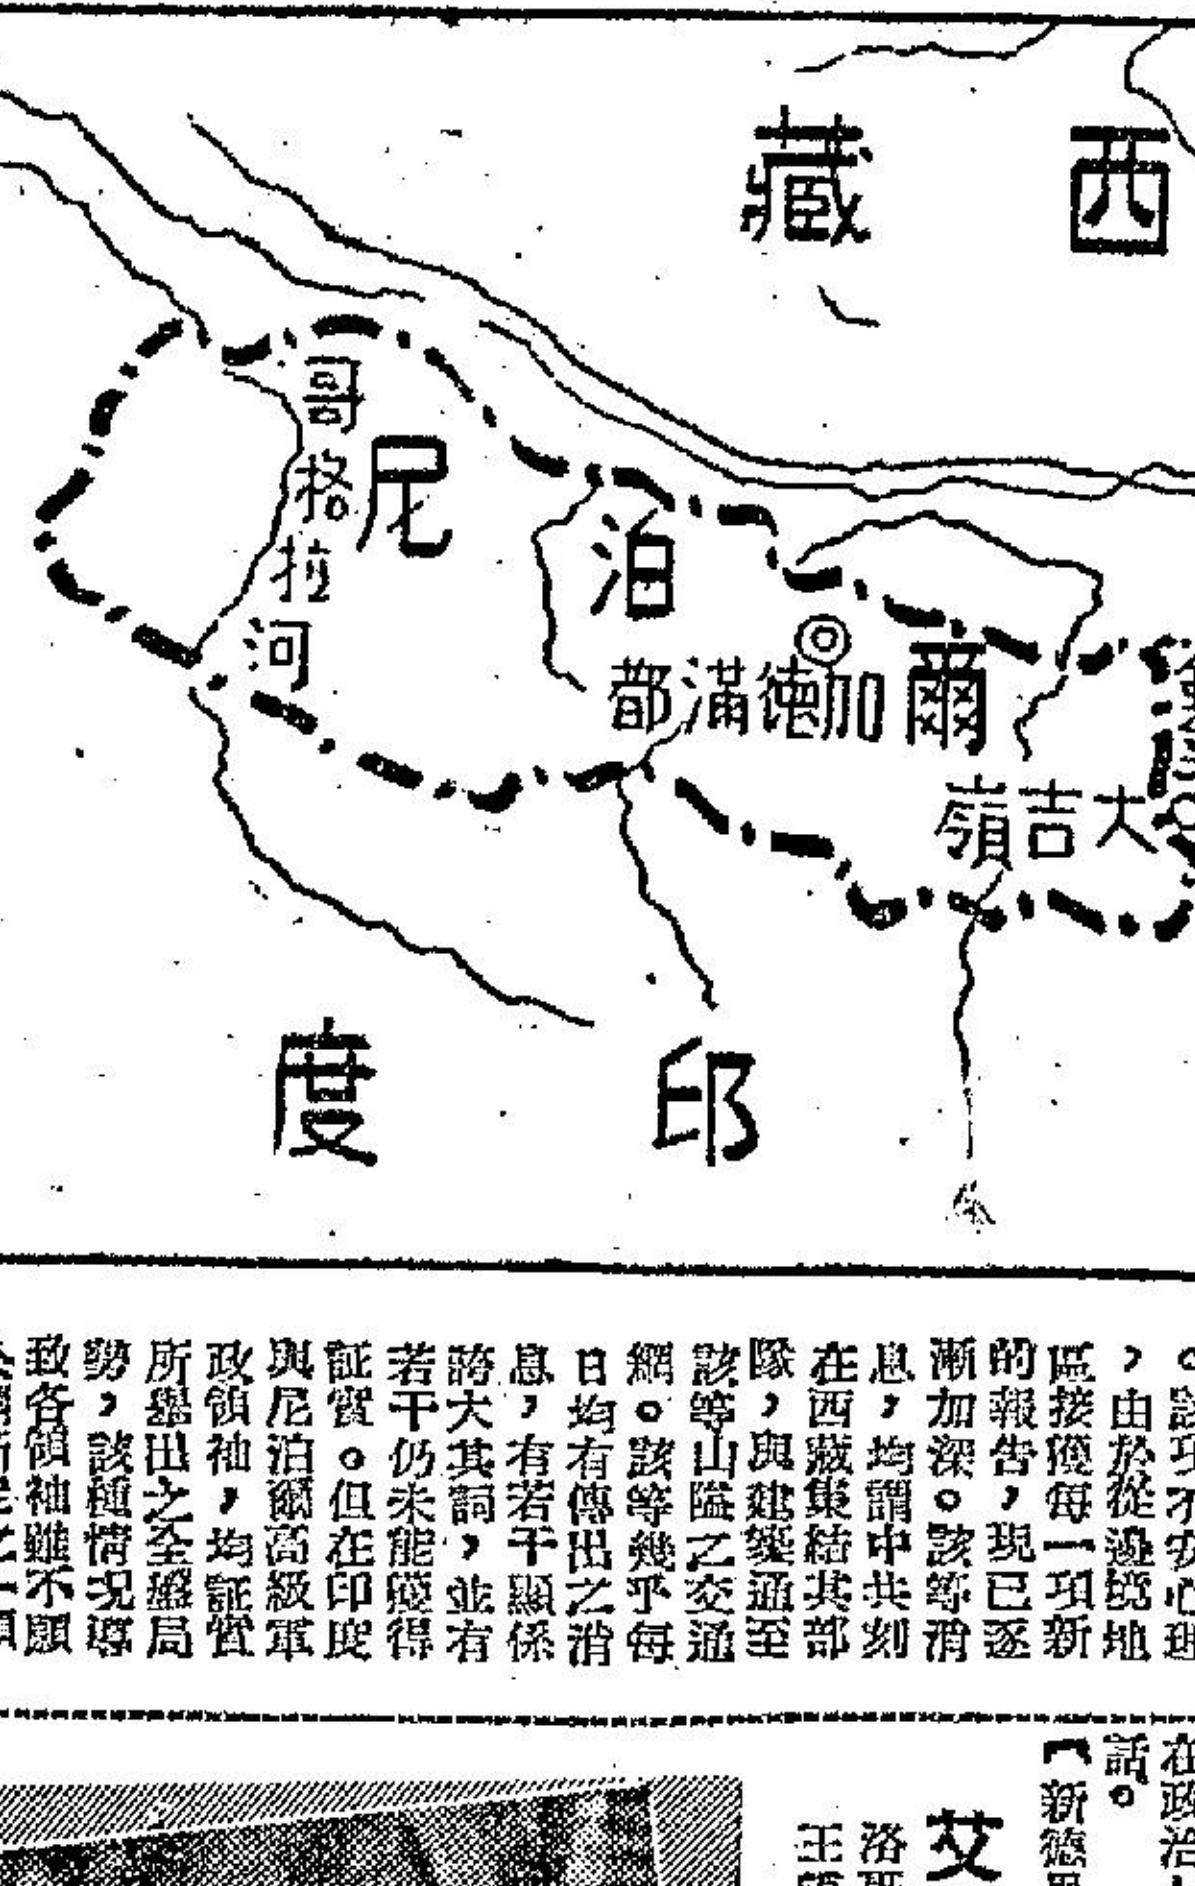 西藏
尼泊爾
哥格拉河
加德滿都
大吉嶺
印度
。該項不安心理
，由於從邊境地
區接獲每一項新
的報告，現已逐
漸加深。該等消
息，均謂中共刻
在西藏集結其部
隊，與建築通至
該等山隘之交通
網。該等幾乎每
日均有傳出之消
息，有若干顯係
誇大其詞，並有
若干仍未能獲得
証實。但在印度
與尼泊爾高級軍
政領袖，均証實
所舉出之全盤局
勢，該種情況導
致各領袖雖不願
在政治
話。
【新德里
艾
洛
王